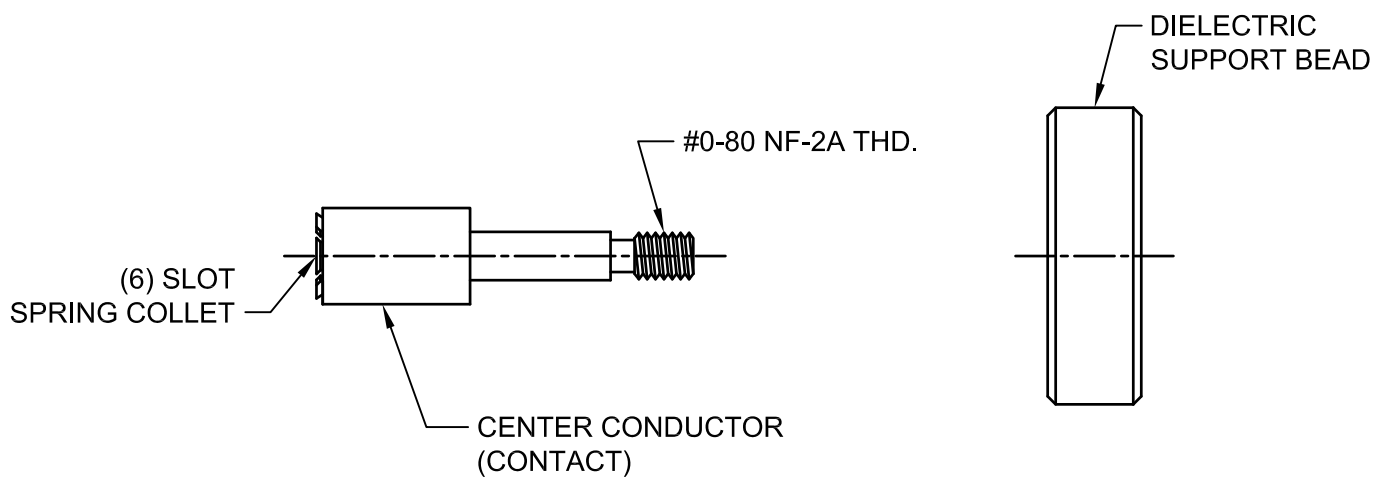 DIELECTRIC
SUPPORT BEAD
#0-80 NF-2A THD.
(6) SLOT
SPRING COLLET
CENTER CONDUCTOR
(CONTACT)